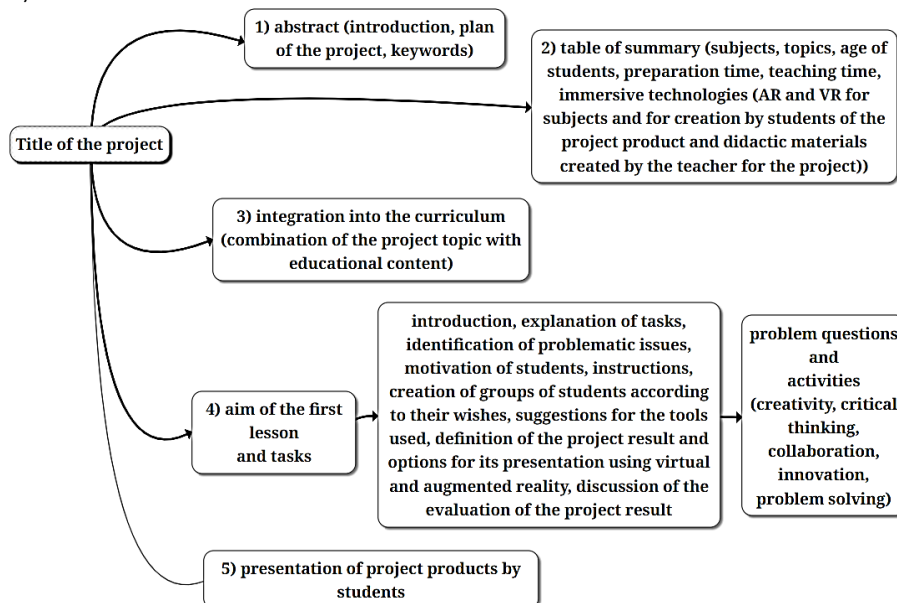 1) abstract (introduction, plan
of the project, keywords)
2) table of summary (subjects, topics, age of
students, preparation time, teaching time,
immersive technologies (AR and VR for
subjects and for creation by students of the
project product and didactic materials
created by the teacher for the project))
Title of the project
3) integration into the curriculum
(combination of the project topic with
educational content)
4) aim of the first
lesson
and tasks
introduction, explanation of tasks,
identification of problematic issues,
motivation of students, instructions,
creation of groups of students according
to their wishes, suggestions for the tools
used, definition of the project result and
options for its presentation using virtual
and augmented reality, discussion of the
evaluation of the project result
problem questions
and
activities
(creativity, critical
thinking,
collaboration,
innovation,
problem solving)
5) presentation of project products by
students